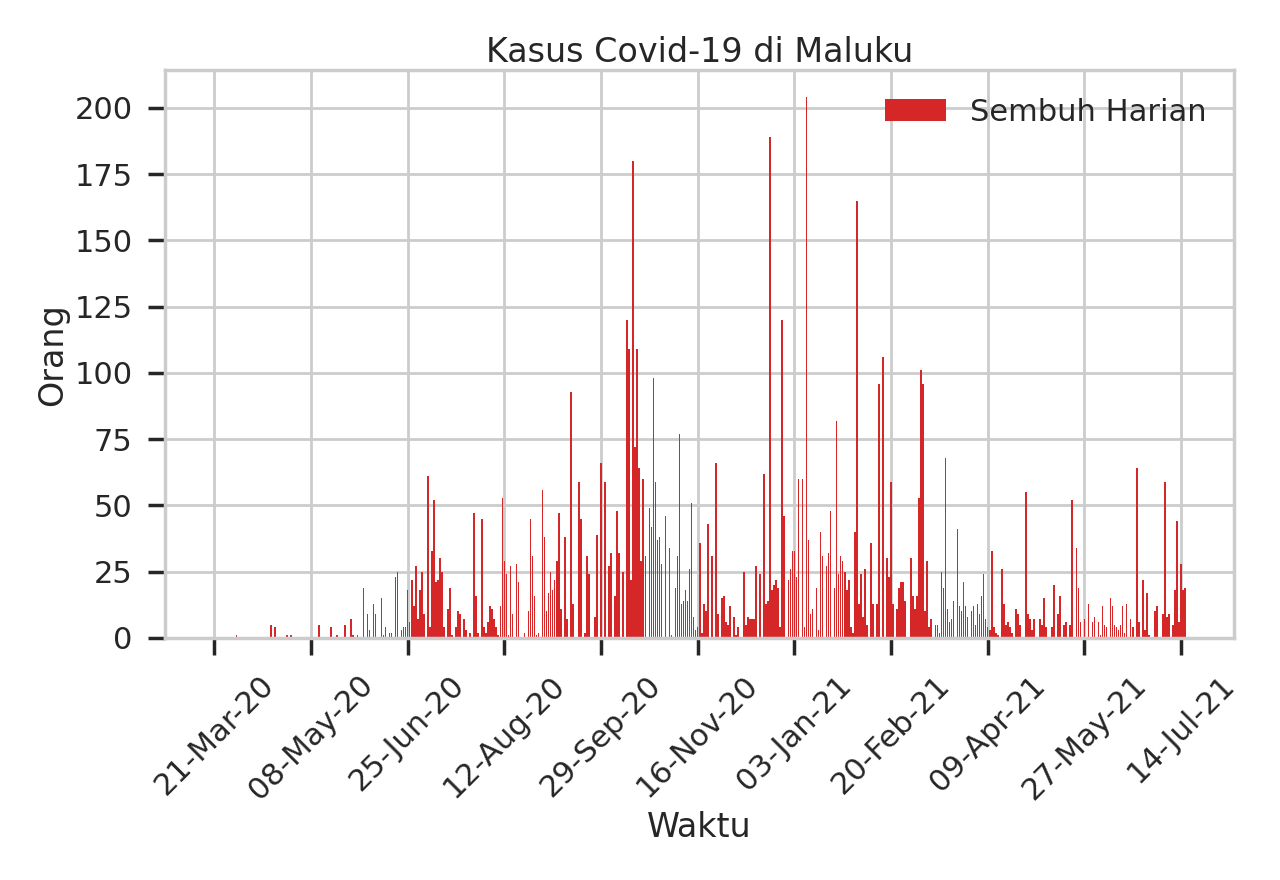 Kasus Covid-19 di Maluku
Sembuh Harian
Orang
200
175
150
125
100
75
50
25
0
21-Mar-20
08-May-20
25-Jun-20
12-Aug-20
29-Sep-20
16-Nov-20
03-Jan-21
20-Feb-21
09-Apr-21
27-May-21
14-Jul-21
Waktu